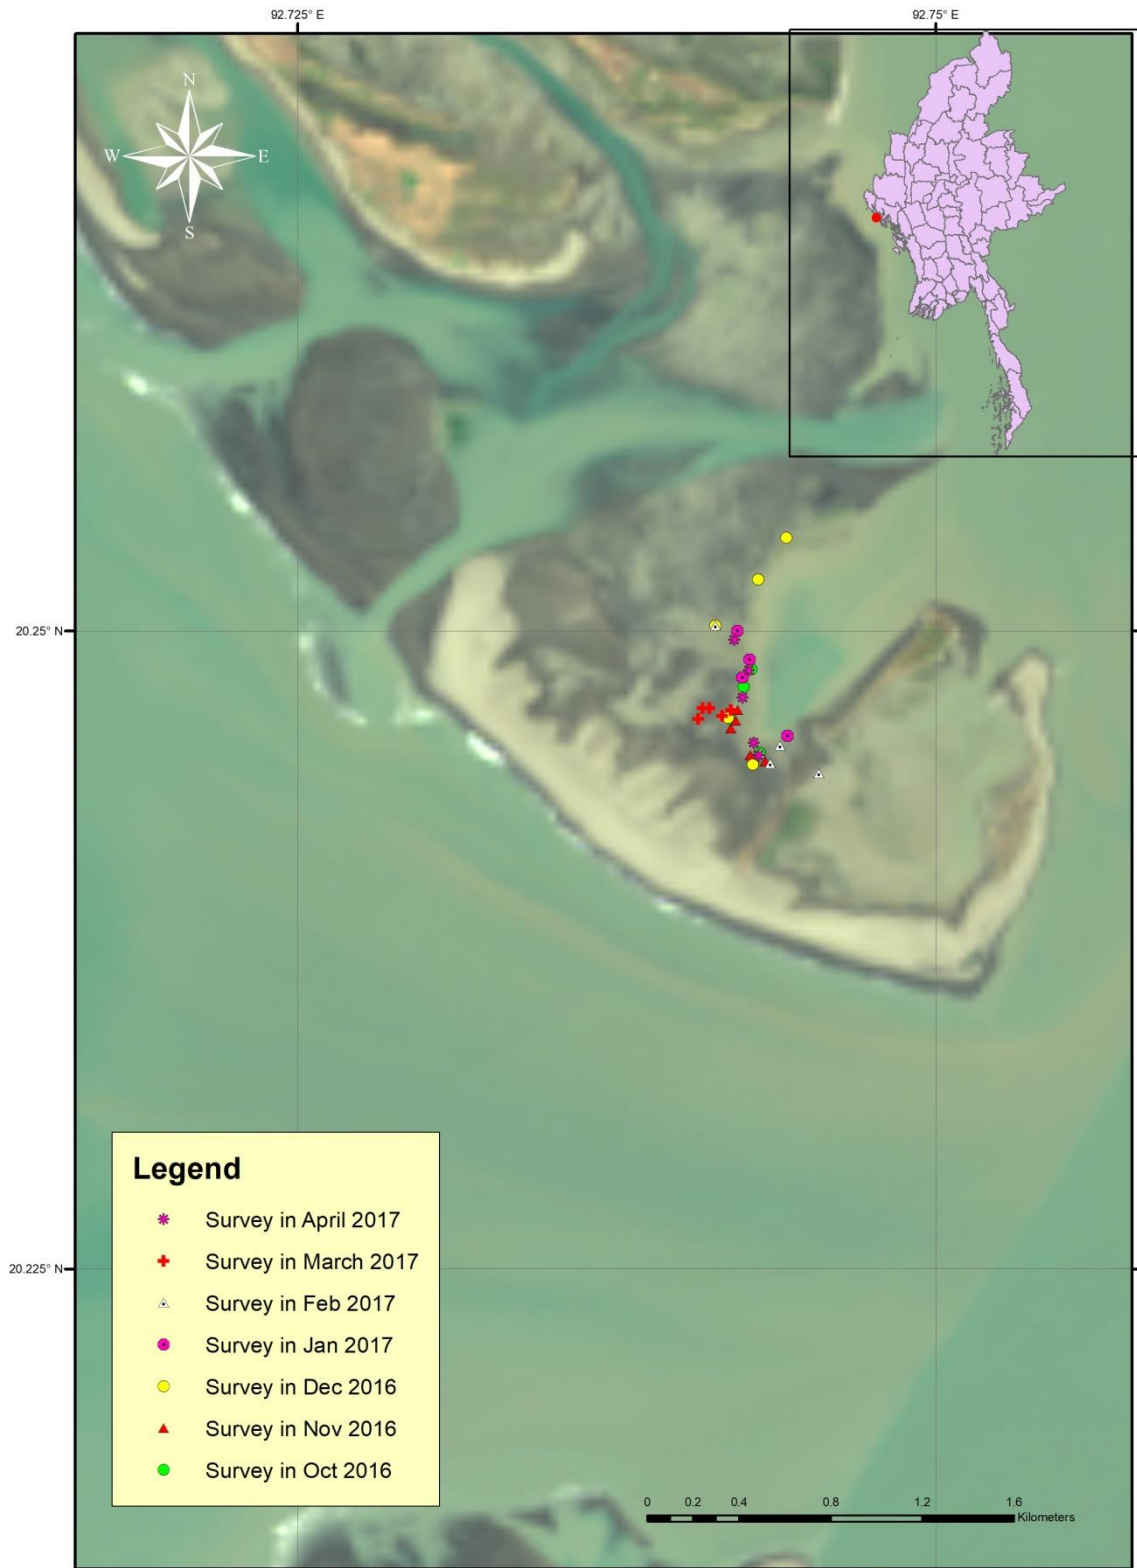 92.725° E
92.75° E
N
W E
S
20.25° N
20.225° N
Legend
Survey in April 2017
Survey in March 2017
Survey in Feb 2017
Survey in Jan 2017
Survey in Dec 2016
Survey in Nov 2016
Survey in Oct 2016
0 0.2 0.4 0.8 1.2 1.6
Kilometers